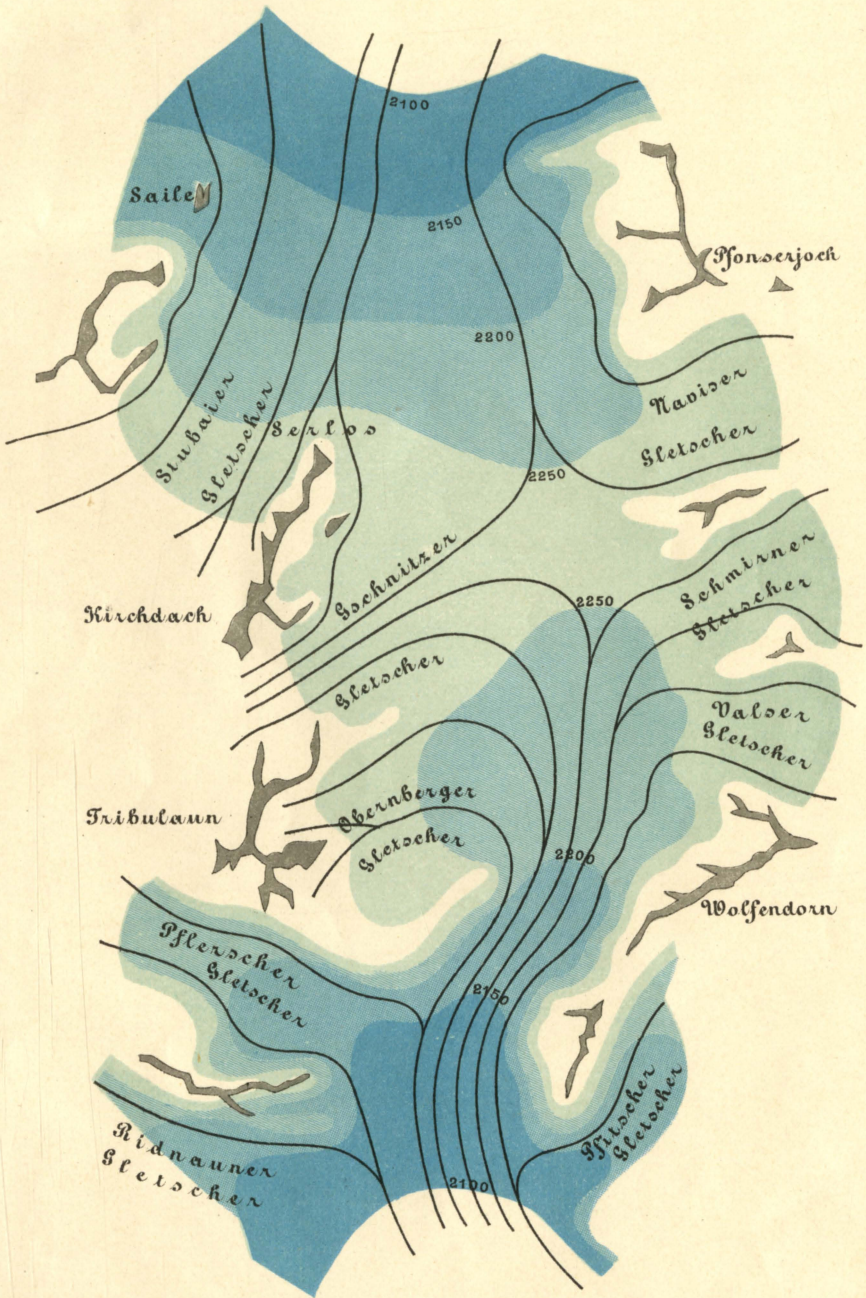 2100
Saile
2150
Pfonserjoch
2200
Stubaier
Gletscher
Naviser
Gletscher
Serlos
2250
Gschnitzer
Gletscher
Kirchdach
2250
Schmirner
Gletscher
Valser
Gletscher
Tribulaun
Obernberger
Gletscher
2200
Wolfendorn
Pflerscher
Gletscher
2150
Ridnauner
Gletscher
Pfitscher
Gletscher
2100